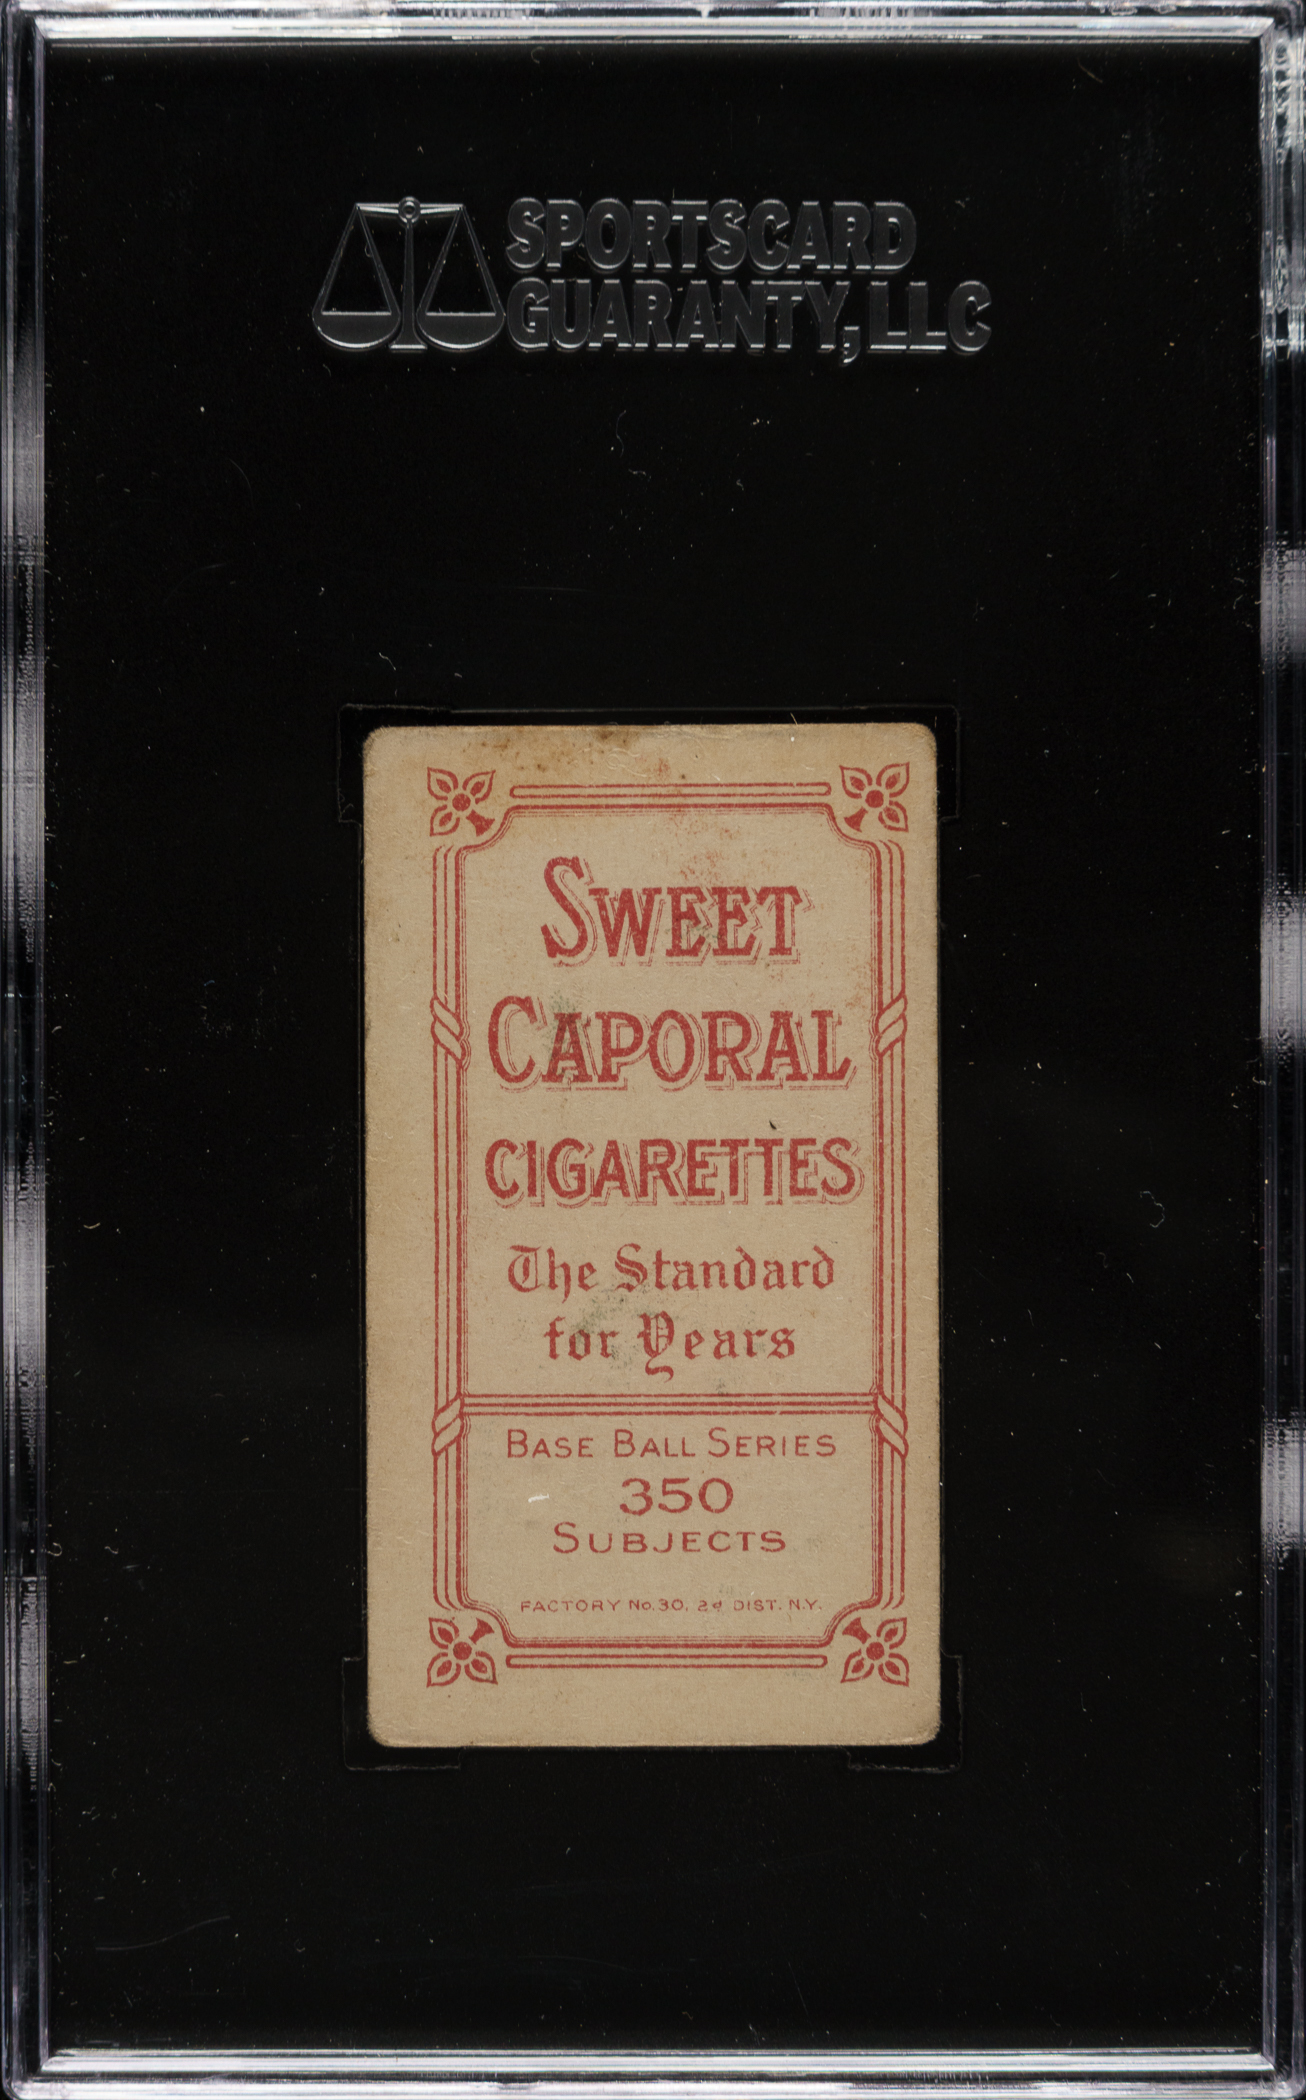 SPORTSCARD
GUARANTY, LLC
SWEET
CAPORAL
CIGARETTES
The Standard
for Years
BASE BALL SERIES
350
SUBJECTS
FACTORY No. 30, 2d DIST. N.Y.